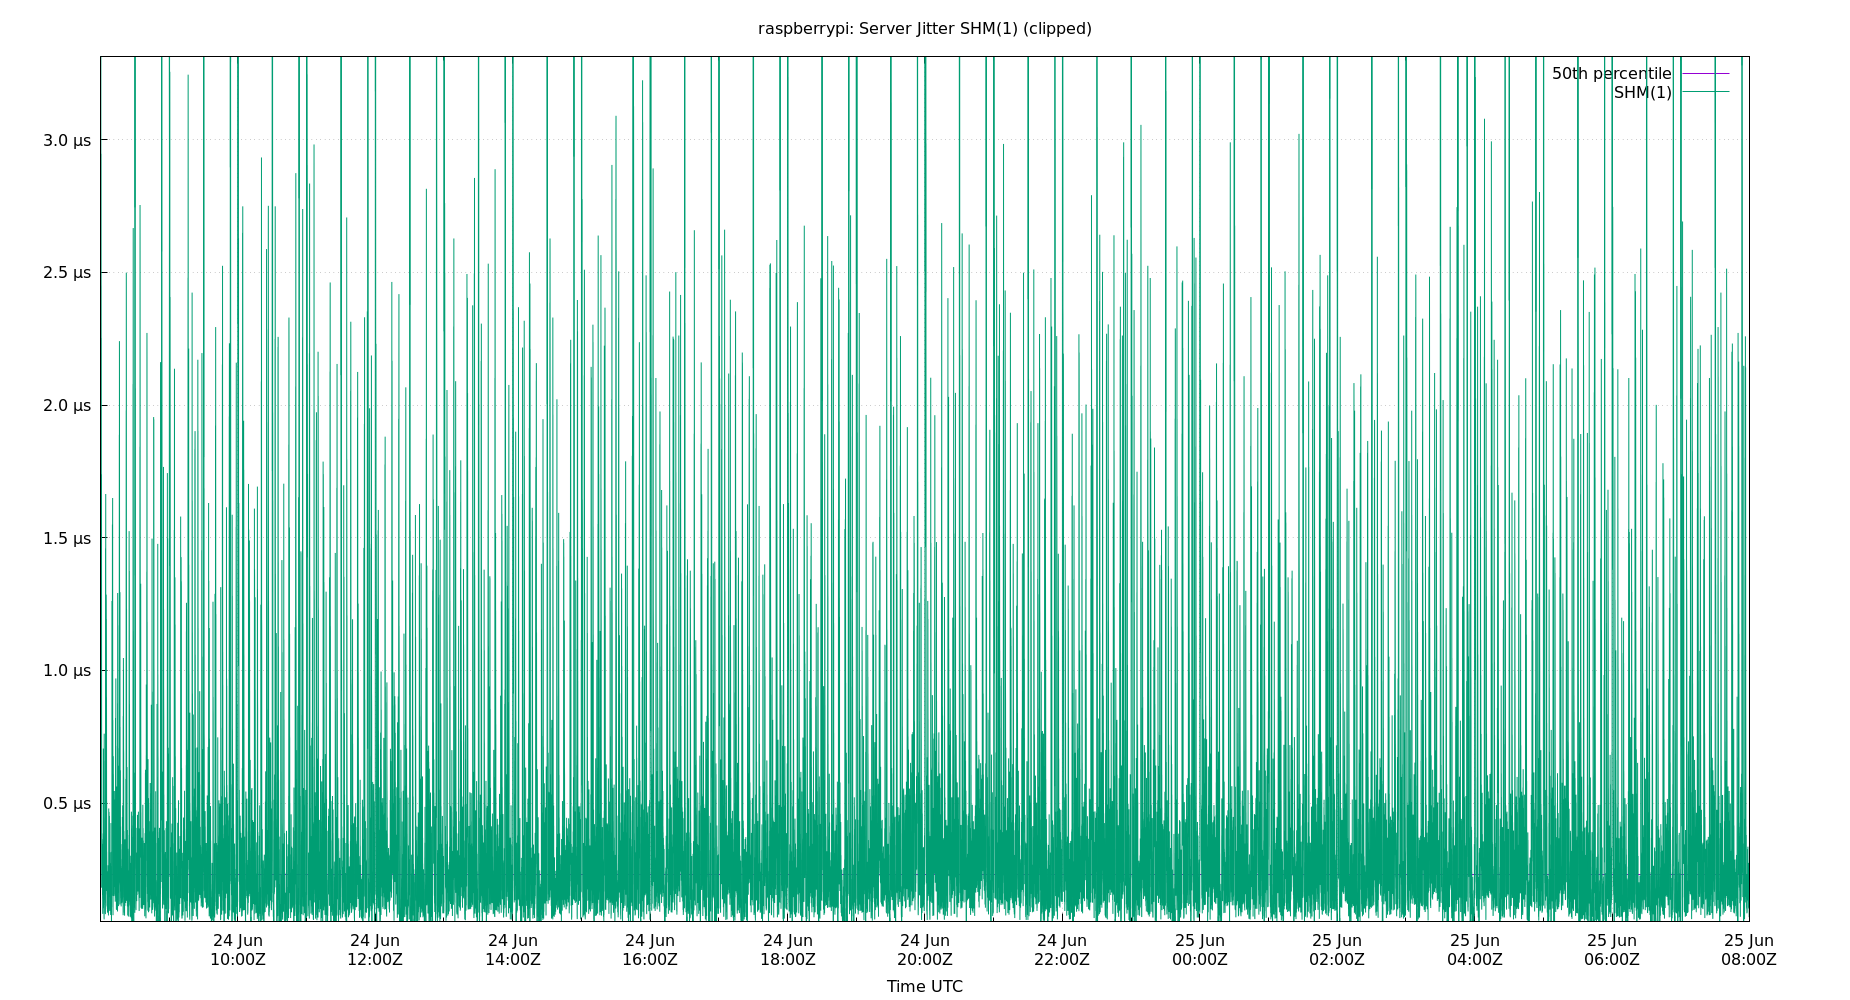 raspberrypi: Server Jitter SHM(1) (clipped)
50th percentile
SHM(1)
3.0 µs
2.5 µs
2.0 µs
1.5 µs
1.0 µs
0.5 µs
24 Jun 24 Jun 24 Jun 24 Jun 24 Jun 24 Jun 24 Jun 25 Jun 25 Jun 25 Jun 25 Jun 25 Jun
10:00Z 12:00Z 14:00Z 16:00Z 18:00Z 20:00Z 22:00Z 00:00Z 02:00Z 04:00Z 06:00Z 08:00Z
Time UTC